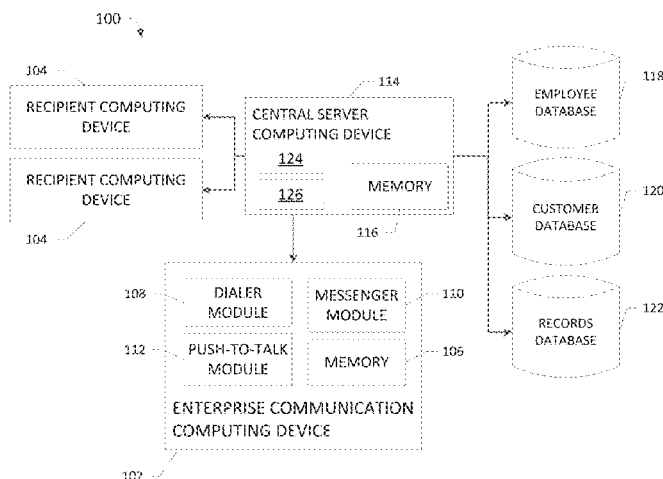 100
104
RECIPIENT COMPUTING
DEVICE
RECIPIENT COMPUTING
DEVICE
104
114
CENTRAL SERVER
COMPUTING DEVICE
124
126
MEMORY
116
EMPLOYEE
DATABASE
118
CUSTOMER
DATABASE
120
RECORDS
DATABASE
122
108
DIALER
MODULE
MESSENGER
MODULE
110
112
PUSH-TO-TALK
MODULE
MEMORY
106
ENTERPRISE COMMUNICATION
COMPUTING DEVICE
102